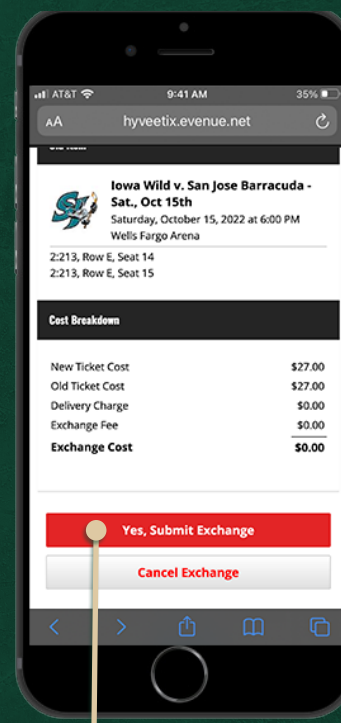 AT&T
9:41 AM
35%
AA
hyveetix.evenue.net
Iowa Wild v. San Jose Barracuda -
Sat., Oct 15th
Saturday, October 15, 2022 at 6:00 PM
Wells Fargo Arena
2:213, Row E, Seat 14
2:213, Row E, Seat 15
Cost Breakdown
New Ticket Cost $27.00
Old Ticket Cost $27.00
Delivery Charge $0.00
Exchange Fee $0.00
Exchange Cost $0.00
Yes, Submit Exchange
Cancel Exchange